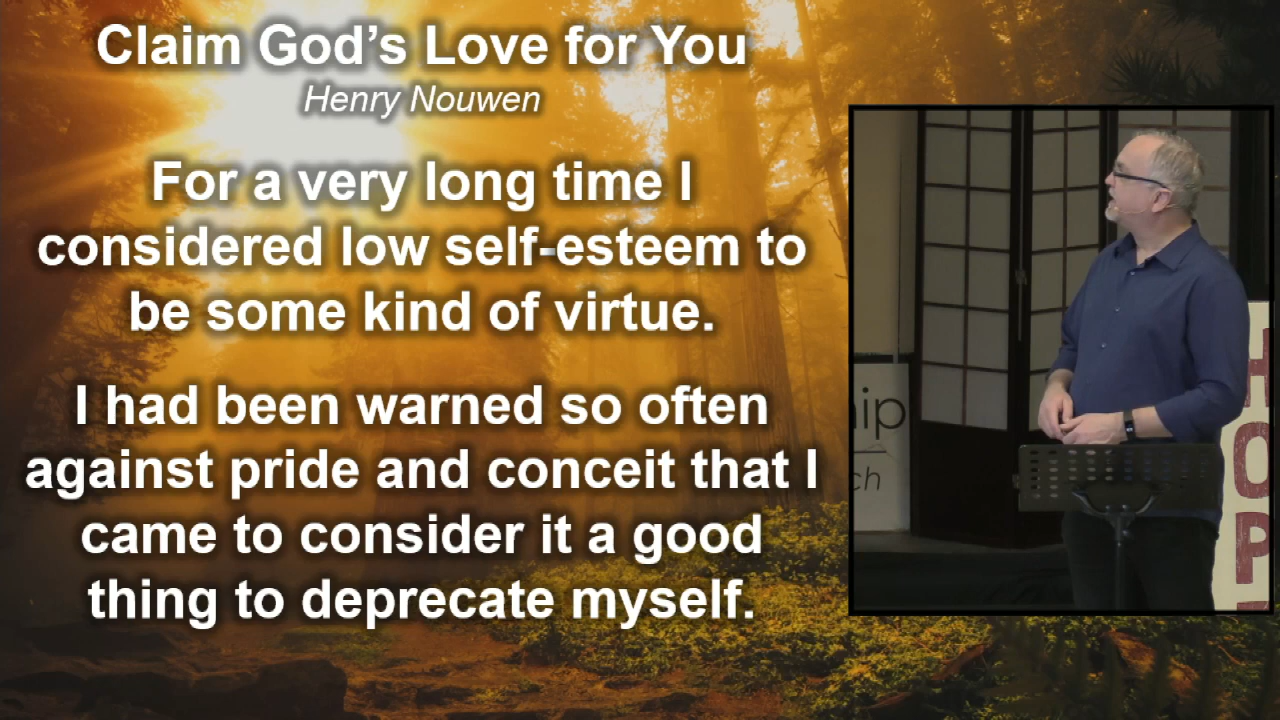 Claim God’s Love for You
Henry Nouwen
For a very long time I
considered low self-esteem to
be some kind of virtue.
I had been warned so often
against pride and conceit that I
came to consider it a good
thing to deprecate myself.
hip
ch
H
O
P